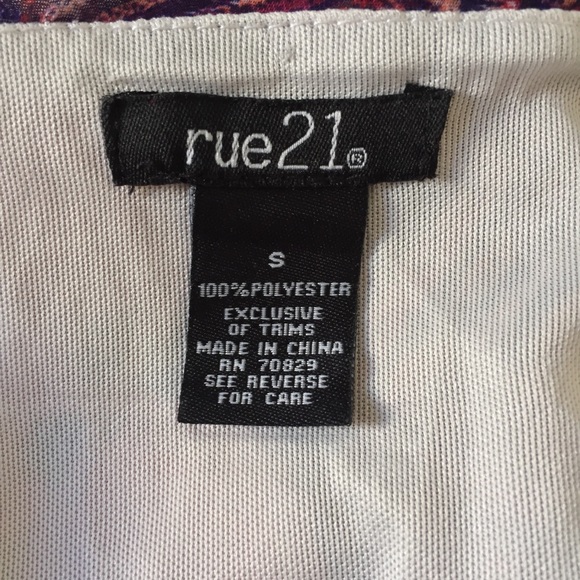 rue21®
S
100%POLYESTER
EXCLUSIVE
OF TRIMS
MADE IN CHINA
RN 70829
SEE REVERSE
FOR CARE